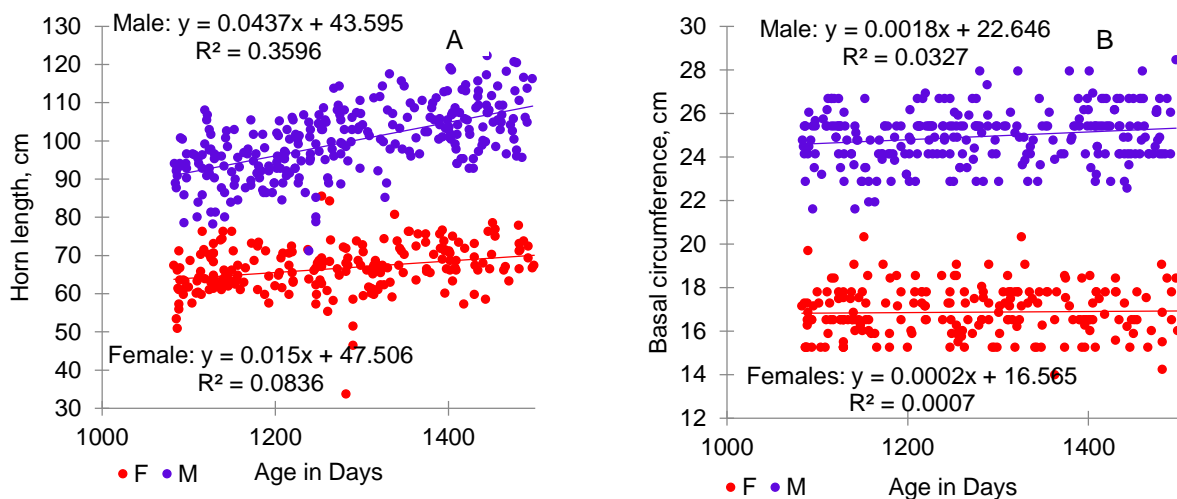 Male: y = 0.0437x + 43.595
R² = 0.3596
A
130
120
110
100
90
80
70
60
50
40
30
Horn length, cm
Female: y = 0.015x + 47.506
R² = 0.0836
1000
1200
1400
F
M
Age in Days
Male: y = 0.0018x + 22.646
R² = 0.0327
B
30
28
26
24
22
20
18
16
14
12
Basal circumference, cm
Females: y = 0.0002x + 16.565
R² = 0.0007
1000
1200
1400
F
M
Age in Days